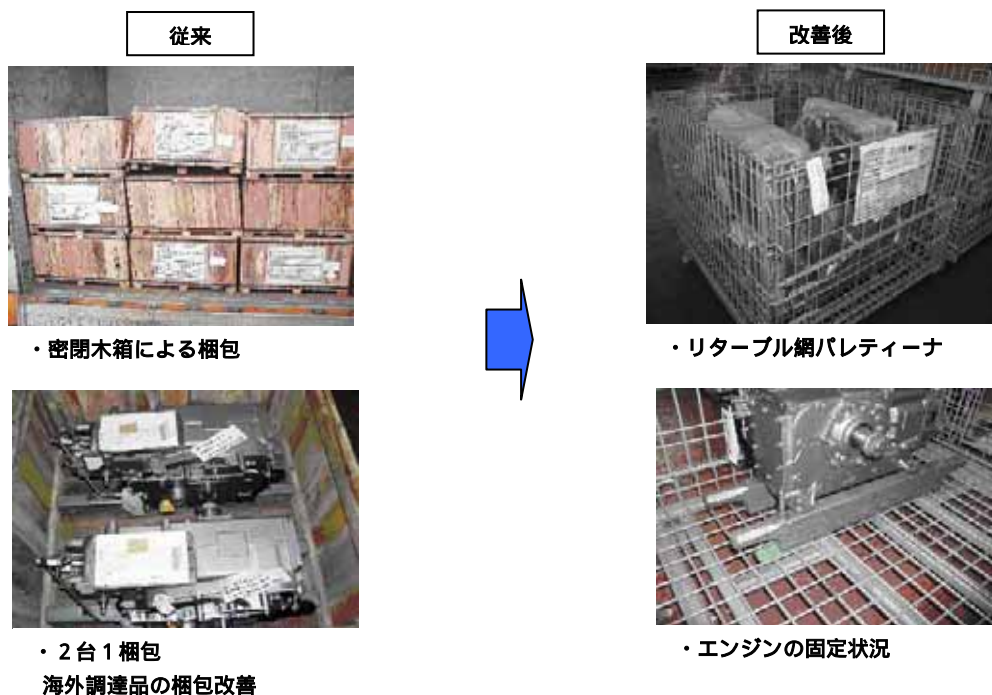 従来
改善後
・密閉木箱による梱包
・リターブル網パレティーナ
・2台1梱包
海外調達品の梱包改善
・エンジンの固定状況